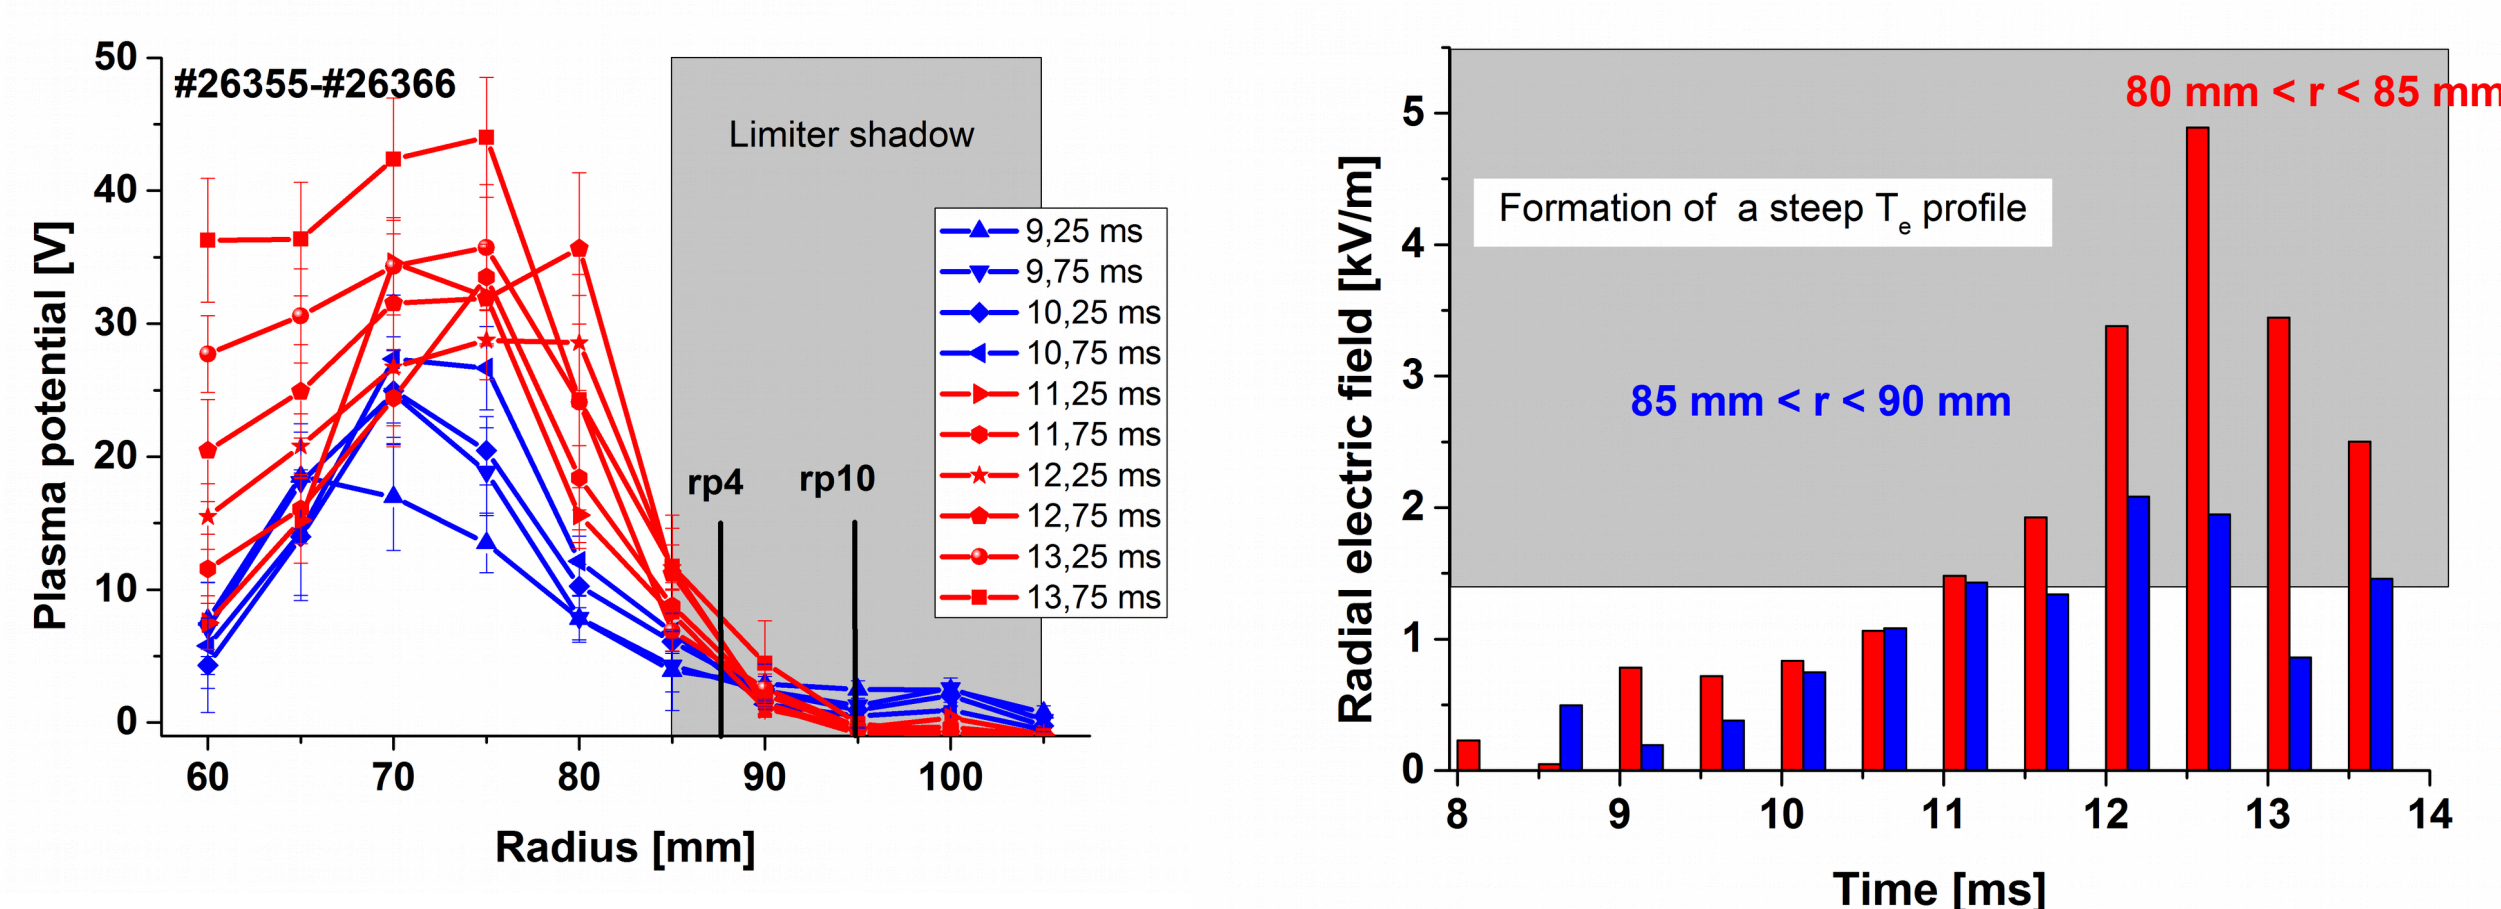 #26355-#26366
Limiter shadow
Plasma potential [V]
50
40
30
20
10
0
rp4
rp10
9,25 ms
9,75 ms
10,25 ms
10,75 ms
11,25 ms
11,75 ms
12,25 ms
12,75 ms
13,25 ms
13,75 ms
60 70 80 90 100
Radius [mm]
80 mm < r < 85 mm
Formation of a steep Te profile
85 mm < r < 90 mm
Radial electric field [kV/m]
5
4
3
2
1
0
8 9 10 11 12 13 14
Time [ms]